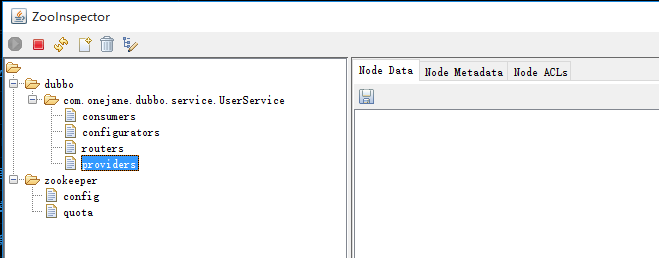 ZooInspector
Node Data Node Metadata Node ACLs
dubbo
com.onejane.dubbo.service.UserService
consumers
configurators
routers
providers
zookeeper
config
quota